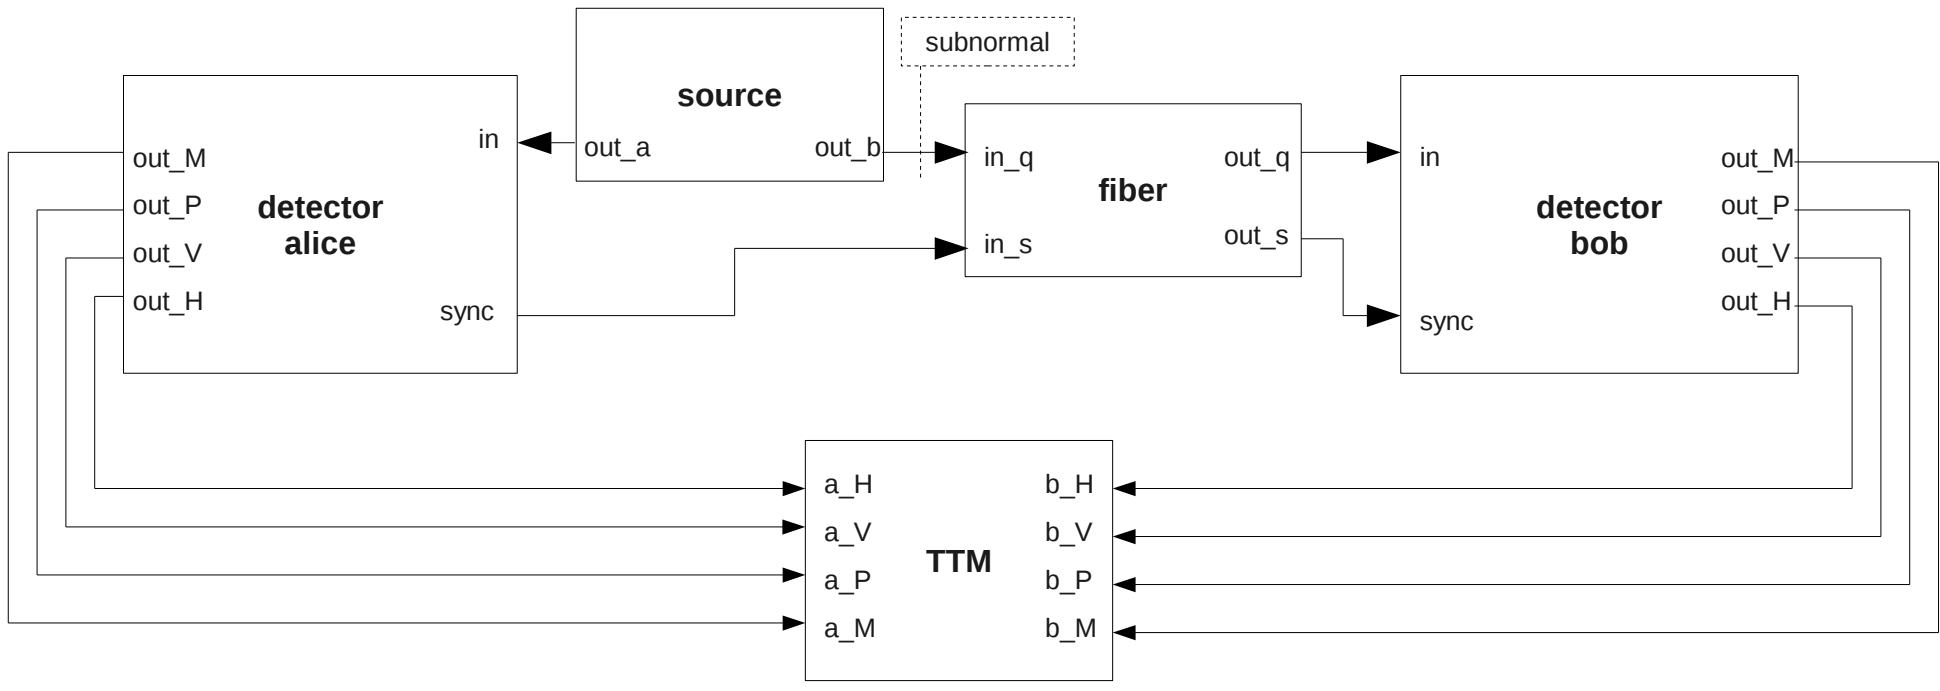 subnormal
source
out_a
out_b
in
out_M
out_P
out_V
out_H
detector
alice
sync
in_q
out_q
fiber
in_s
out_s
in
out_M
out_P
out_V
out_H
detector
bob
sync
a_H
b_H
a_V
b_V
TTM
a_P
b_P
a_M
b_M